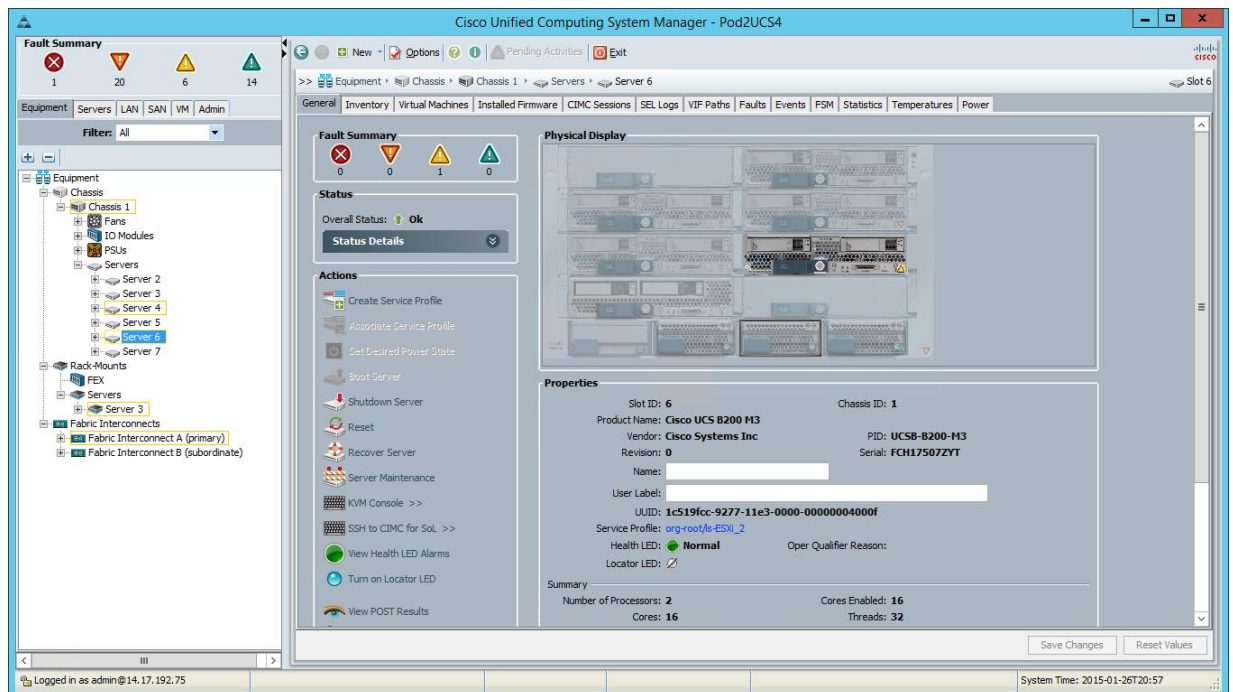 Cisco Unified Computing System Manager - Pod2UCS4
Fault Summary
1 20 6 14
New Options Pending Activities Exit
cisco
>> Equipment Chassis Chassis 1 Servers Server 6 Slot 6
Equipment Servers LAN SAN VM Admin
General Inventory Virtual Machines Installed Firmware CIMC Sessions SEL Logs VIF Paths Faults Events FSM Statistics Temperatures Power
Filter: All
Equipment
Chassis
Chassis 1
Fans
IO Modules
PSUs
Servers
Server 2
Server 3
Server 4
Server 5
Server 6
Server 7
Rack-Mounts
FEX
Servers
Server 3
Fabric Interconnects
Fabric Interconnect A (primary)
Fabric Interconnect B (subordinate)
Fault Summary
0 0 1 0
Status
Overall Status: Ok
Status Details
Actions
Create Service Profile
Associate Service Profile
Set Desired Power State
Boot Server
Shutdown Server
Reset
Recover Server
Server Maintenance
KVM Console >>
SSH to CIMC for SoL >>
View Health LED Alarms
Turn on Locator LED
View POST Results
Physical Display
Properties
Slot ID: 6 Chassis ID: 1
Product Name: Cisco UCS B200 M3
Vendor: Cisco Systems Inc PID: UCSB-B200-M3
Revision: 0 Serial: FCH17507ZYT
Name:
User Label:
UUID: 1c519fcc-9277-11e3-0000-00000004000f
Service Profile: org-root/ls-ESXi_2
Health LED: Normal Oper Qualifier Reason:
Locator LED:
Summary
Number of Processors: 2 Cores Enabled: 16
Cores: 16 Threads: 32
Save Changes Reset Values
Logged in as admin@14.17.192.75 System Time: 2015-01-26T20:57